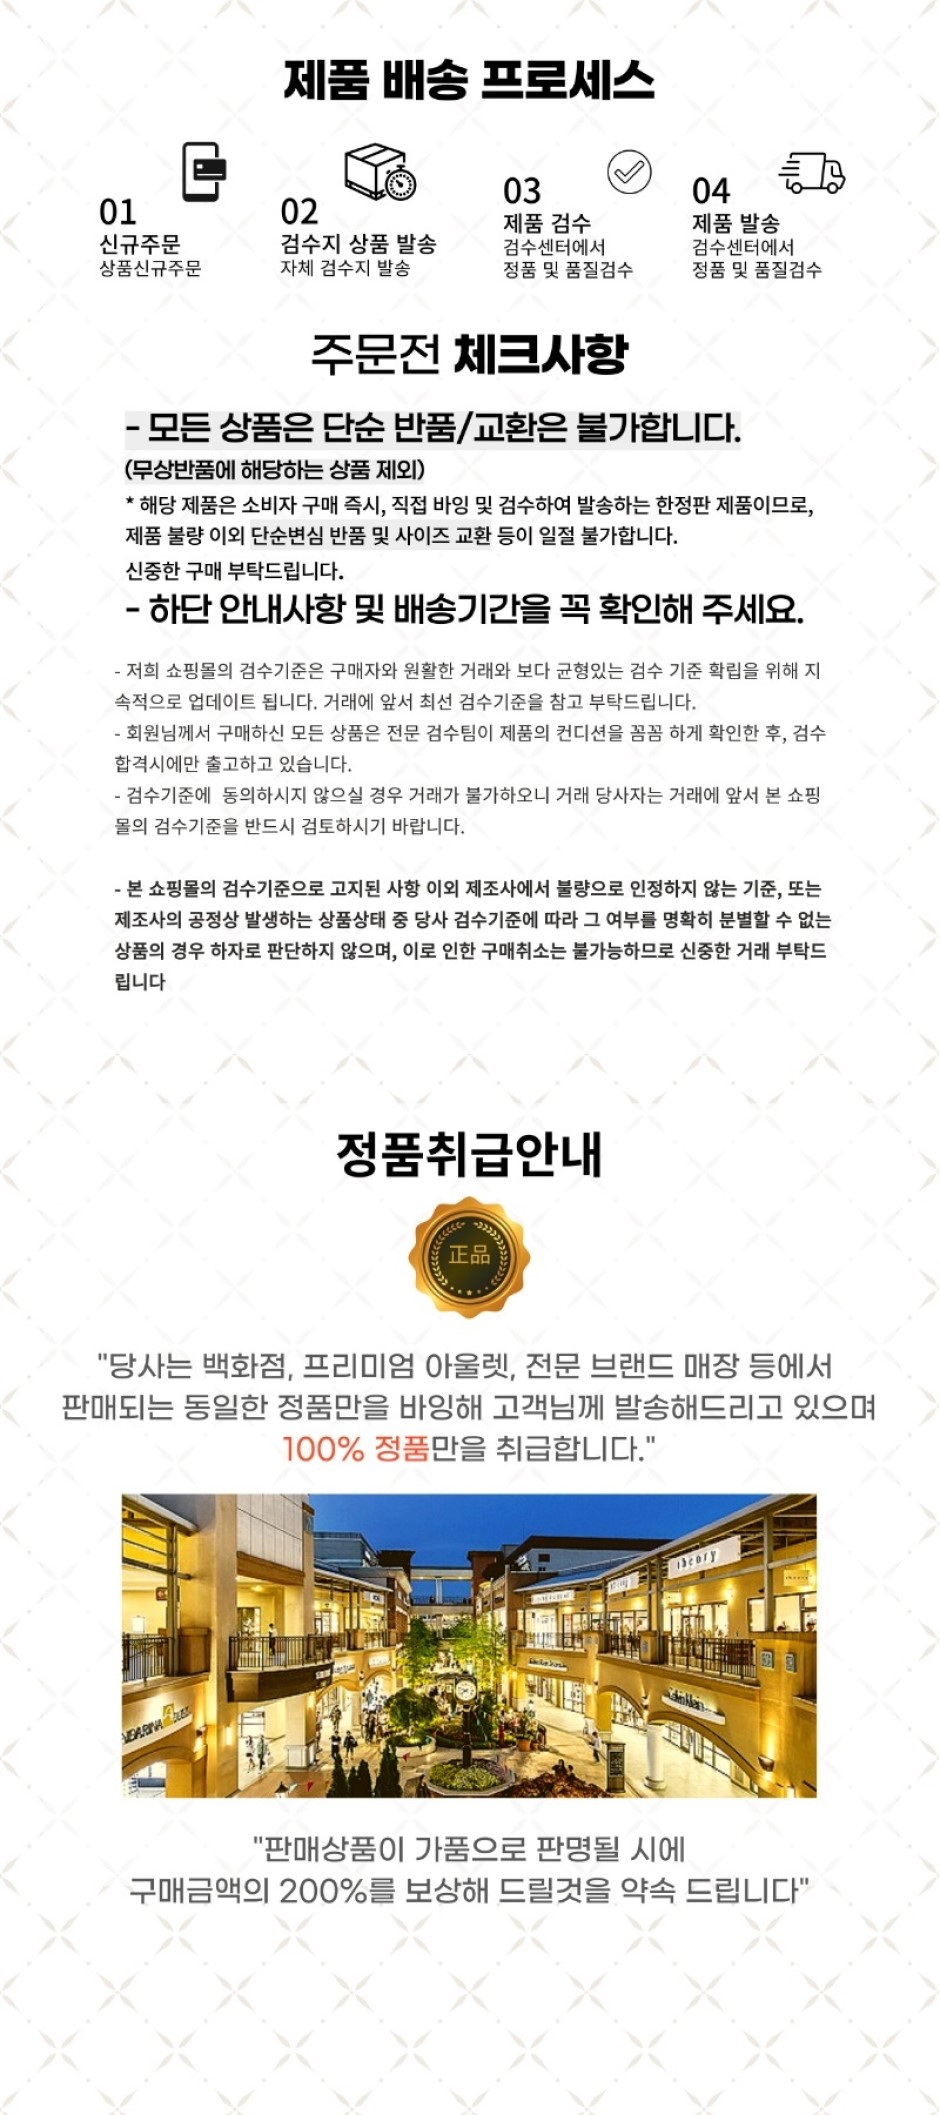 제품 배송 프로세스
01
신규주문
상품신규주문
02
검수지 상품 발송
자체 검수지 발송
03
제품 검수
검수센터에서
정품 및 품질검수
04
제품 발송
검수센터에서
정품 및 품질검수
주문전 체크사항
- 모든 상품은 단순 반품/교환은 불가합니다.
(무상반품에 해당하는 상품 제외)
* 해당 제품은 소비자 구매 즉시, 직접 바잉 및 검수하여 발송하는 한정판 제품이므로,
제품 불량 이외 단순변심 반품 및 사이즈 교환 등이 일절 불가합니다.
신중한 구매 부탁드립니다.
- 하단 안내사항 및 배송기간을 꼭 확인해 주세요.
- 저희 쇼핑몰의 검수기준은 구매자와 원활한 거래와 보다 균형있는 검수 기준 확립을 위해 지
속적으로 업데이트 됩니다. 거래에 앞서 최선 검수기준을 참고 부탁드립니다.
- 회원님께서 구매하신 모든 상품은 전문 검수팀이 제품의 컨디션을 꼼꼼 하게 확인한 후, 검수
합격시에만 출고하고 있습니다.
- 검수기준에 동의하시지 않으실 경우 거래가 불가하오니 거래 당사자는 거래에 앞서 본 쇼핑
몰의 검수기준을 반드시 검토하시기 바랍니다.
- 본 쇼핑몰의 검수기준으로 고지된 사항 이외 제조사에서 불량으로 인정하지 않는 기준, 또는
제조사의 공정상 발생하는 상품상태 중 당사 검수기준에 따라 그 여부를 명확히 분별할 수 없는
상품의 경우 하자로 판단하지 않으며, 이로 인한 구매취소는 불가능하므로 신중한 거래 부탁드
립니다
정품취급안내
正品
"당사는 백화점, 프리미엄 아울렛, 전문 브랜드 매장 등에서
판매되는 동일한 정품만을 바잉해 고객님께 발송해드리고 있으며
100% 정품만을 취급합니다."
theory
"판매상품이 가품으로 판명될 시에
구매금액의 200%를 보상해 드릴것을 약속 드립니다"